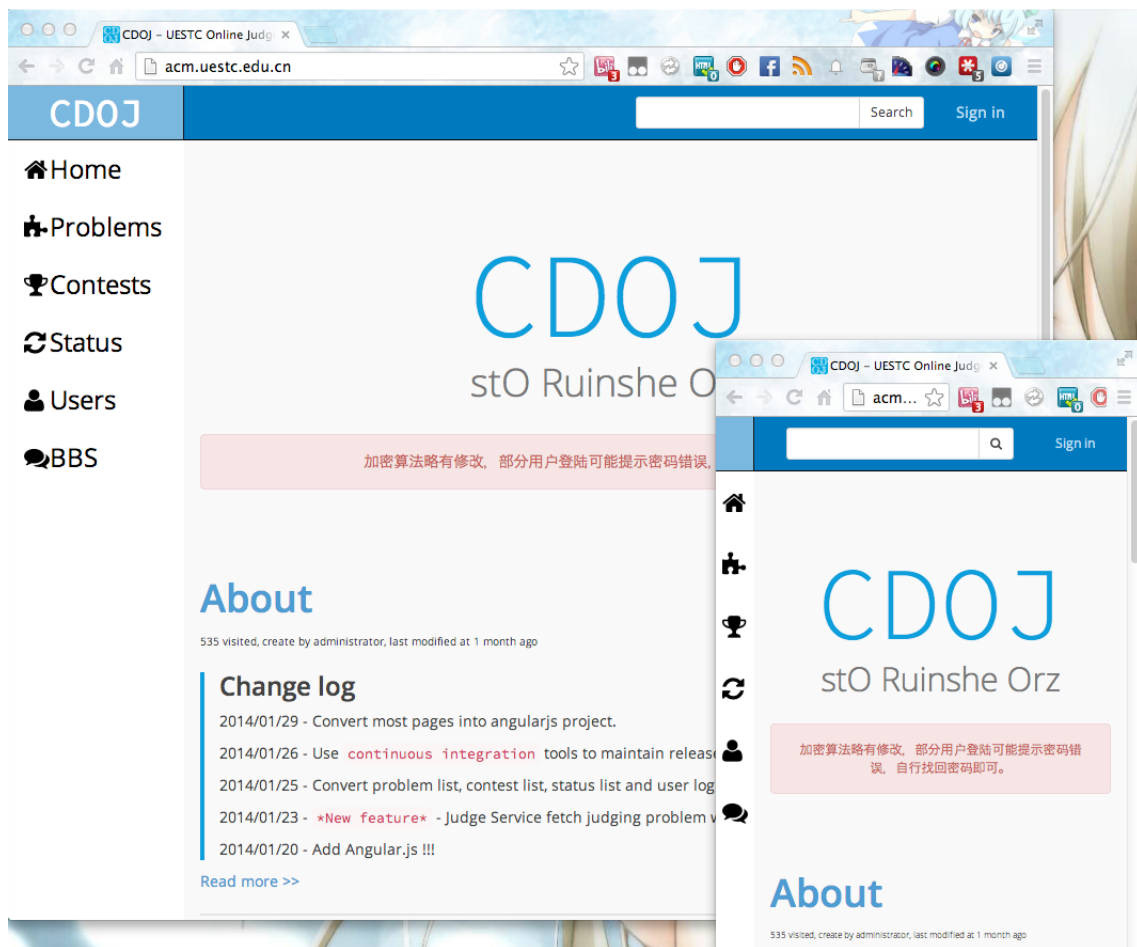 CDOJ – UESTC Online Judg
acm.uestc.edu.cn
CDOJ
Search
Sign in
Home
Problems
Contests
Status
Users
BBS
CDOJ
stO Ruinshe O
加密算法略有修改，部分用户登陆可能提示密码错误，
About
535 visited, create by administrator, last modified at 1 month ago
Change log
2014/01/29 - Convert most pages into angularjs project.
2014/01/26 - Use continuous integration tools to maintain release
2014/01/25 - Convert problem list, contest list, status list and user log
2014/01/23 - *New feature* - Judge Service fetch judging problem w
2014/01/20 - Add Angular.js !!!
Read more >>
CDOJ – UESTC Online Judg
acm...
Sign in
CDOJ
stO Ruinshe Orz
加密算法略有修改，部分用户登陆可能提示密码错
误，自行找回密码即可。
About
535 visited, create by administrator, last modified at 1 month ago